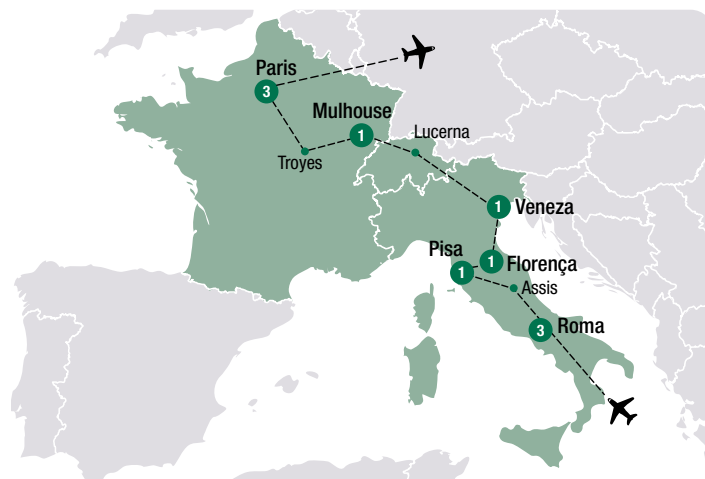 Paris
3
Mulhouse
1
Lucerna
Troyes
1 Veneza
Pisa
1
1 Florença
Assis
3 Roma